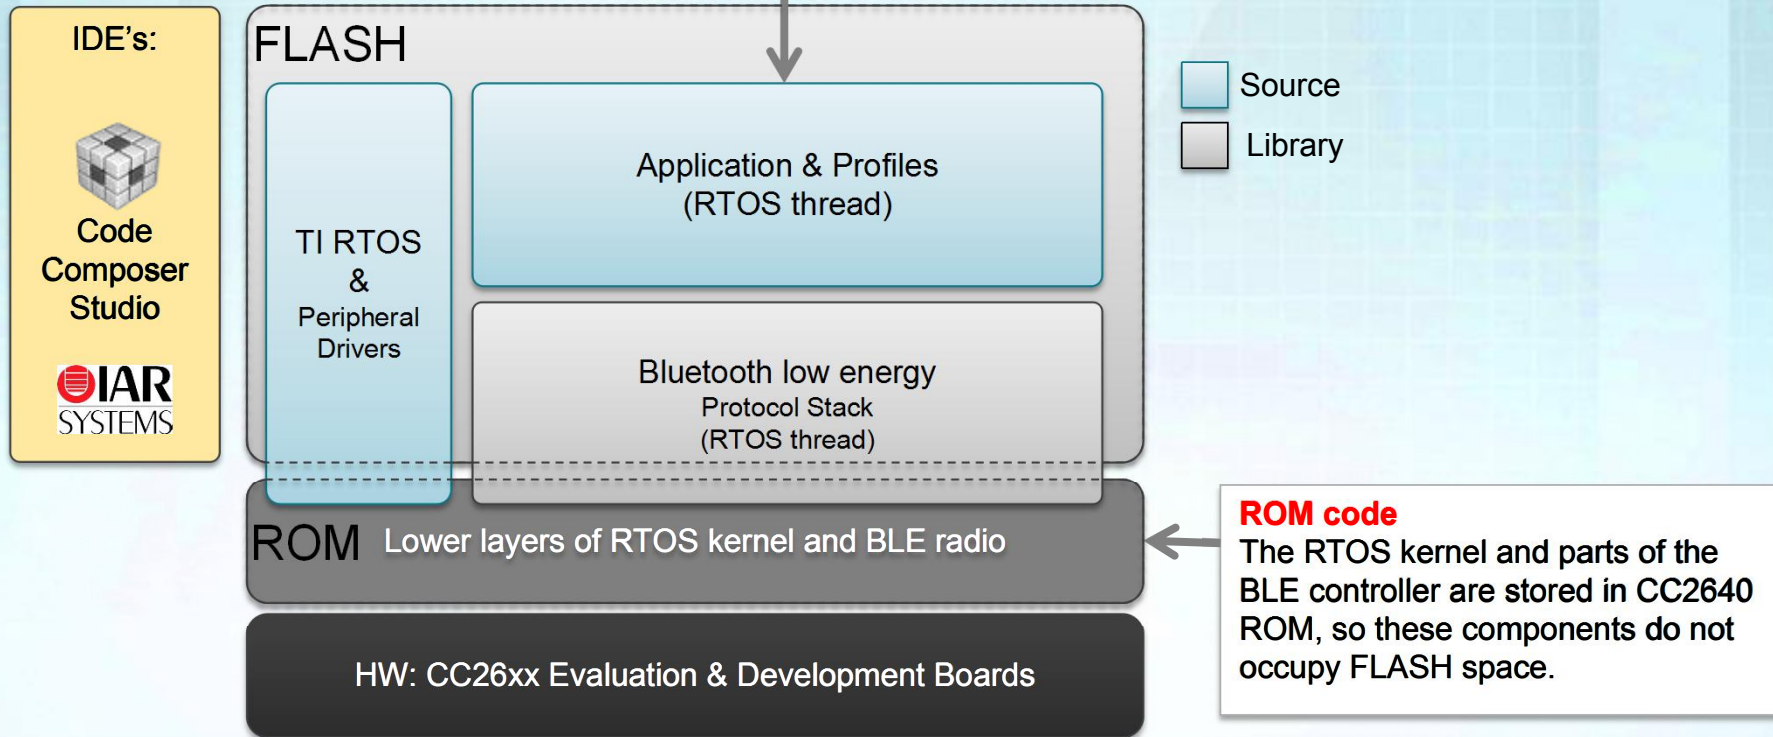 IDE's:
Code
Composer
Studio
IAR
SYSTEMS
FLASH
TI RTOS
&
Peripheral
Drivers
Application & Profiles
(RTOS thread)
Bluetooth low energy
Protocol Stack
(RTOS thread)
Source
Library
ROM Lower layers of RTOS kernel and BLE radio
HW: CC26xx Evaluation & Development Boards
ROM code
The RTOS kernel and parts of the
BLE controller are stored in CC2640
ROM, so these components do not
occupy FLASH space.